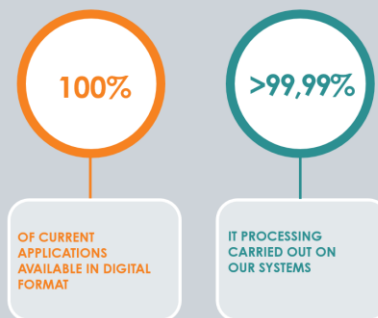 100%
>99,99%
OF CURRENT
APPLICATIONS
AVAILABLE IN DIGITAL
FORMAT
IT PROCESSING
CARRIED OUT ON
OUR SYSTEMS